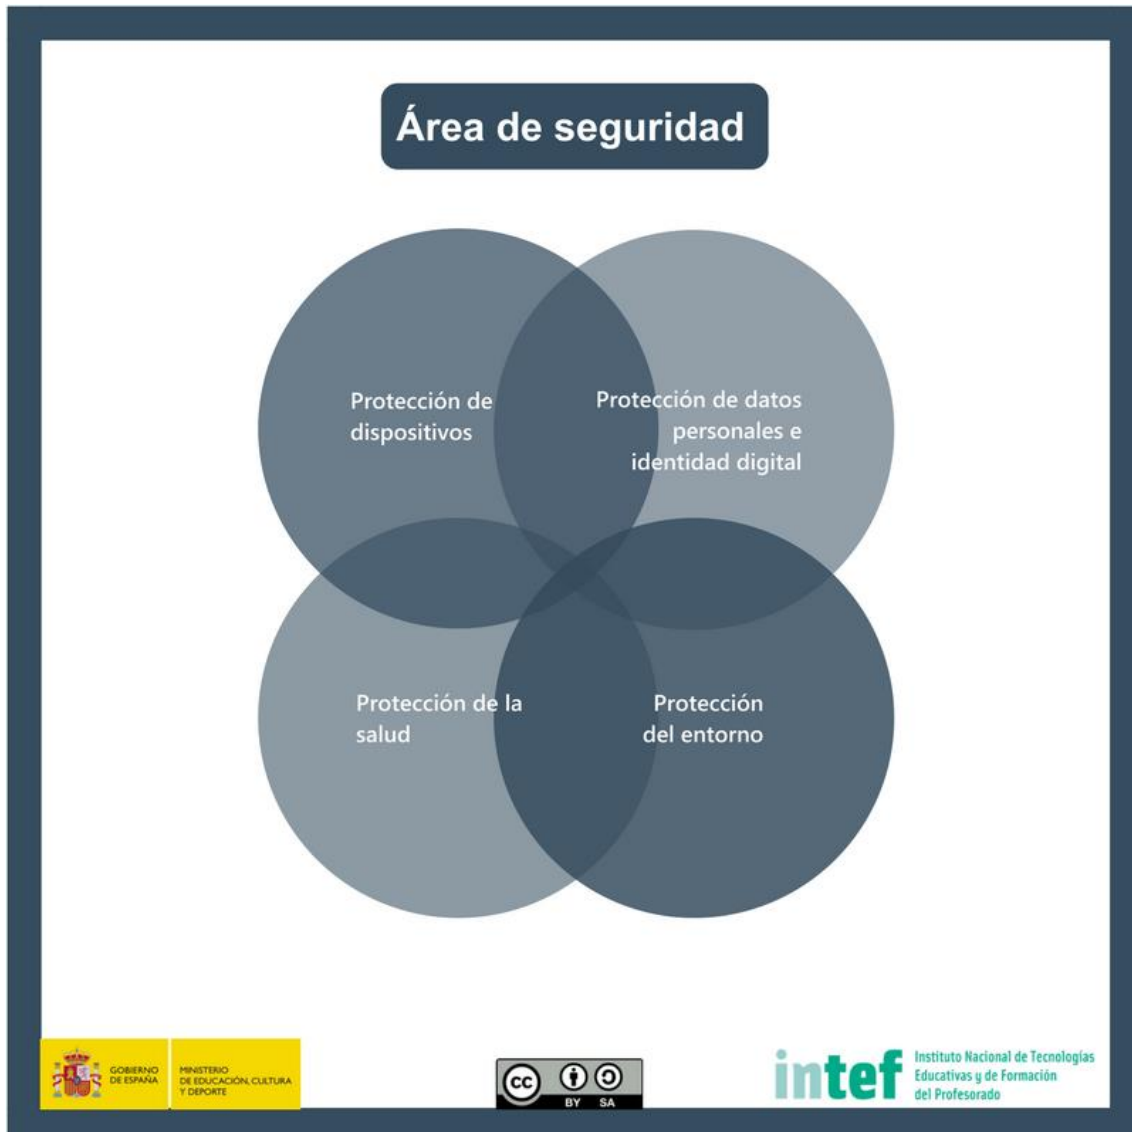 Área de seguridad
Protección de
dispositivos
Protección de datos
personales e
identidad digital
Protección de la
salud
Protección
del entorno
GOBIERNO
DE ESPAÑA
MINISTERIO
DE EDUCACIÓN, CULTURA
Y DEPORTE
cc
BY SA
intef
Instituto Nacional de Tecnologías
Educativas y de Formación
del Profesorado